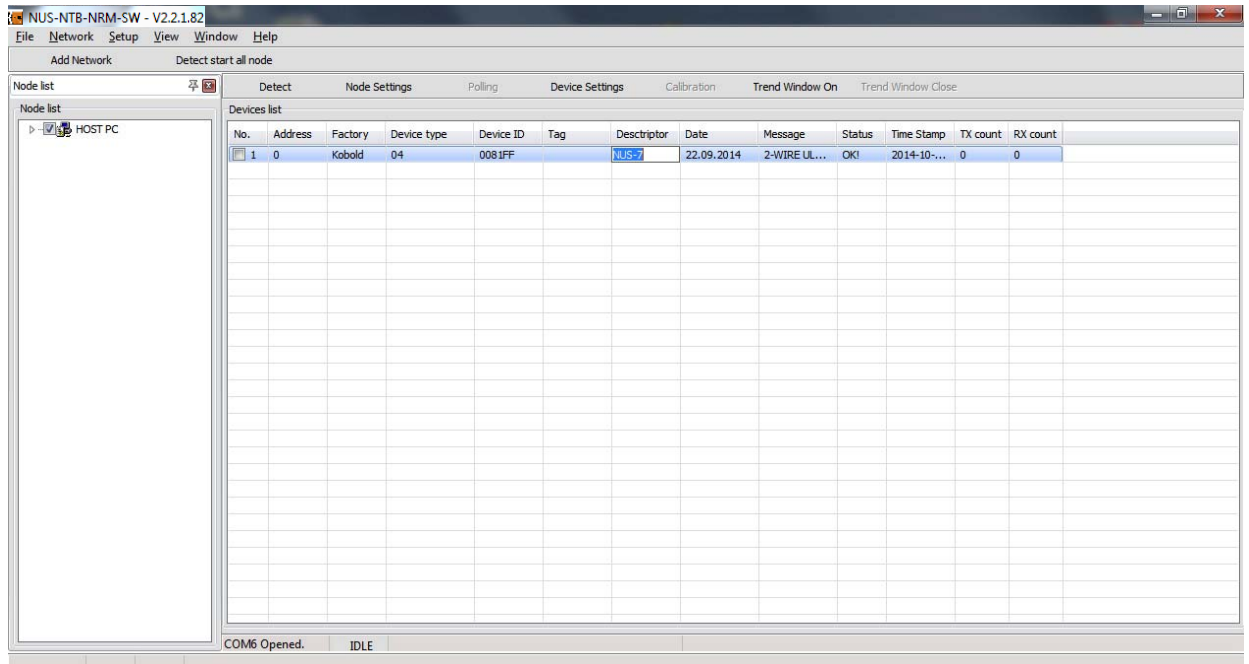 NUS-NTB-NRM-SW - V2.2.1.82
File Network Setup View Window Help
Add Network Detect start all node
Node list
Detect Node Settings Polling Device Settings Calibration Trend Window On Trend Window Close
Node list
Devices list
HOST PC
No. Address Factory Device type Device ID Tag Desctriptor Date Message Status Time Stamp TX count RX count
1 0 Kobold 04 0081FF NUS-7 22.09.2014 2-WIRE UL... OK! 2014-10-... 0 0
COM6 Opened. IDLE